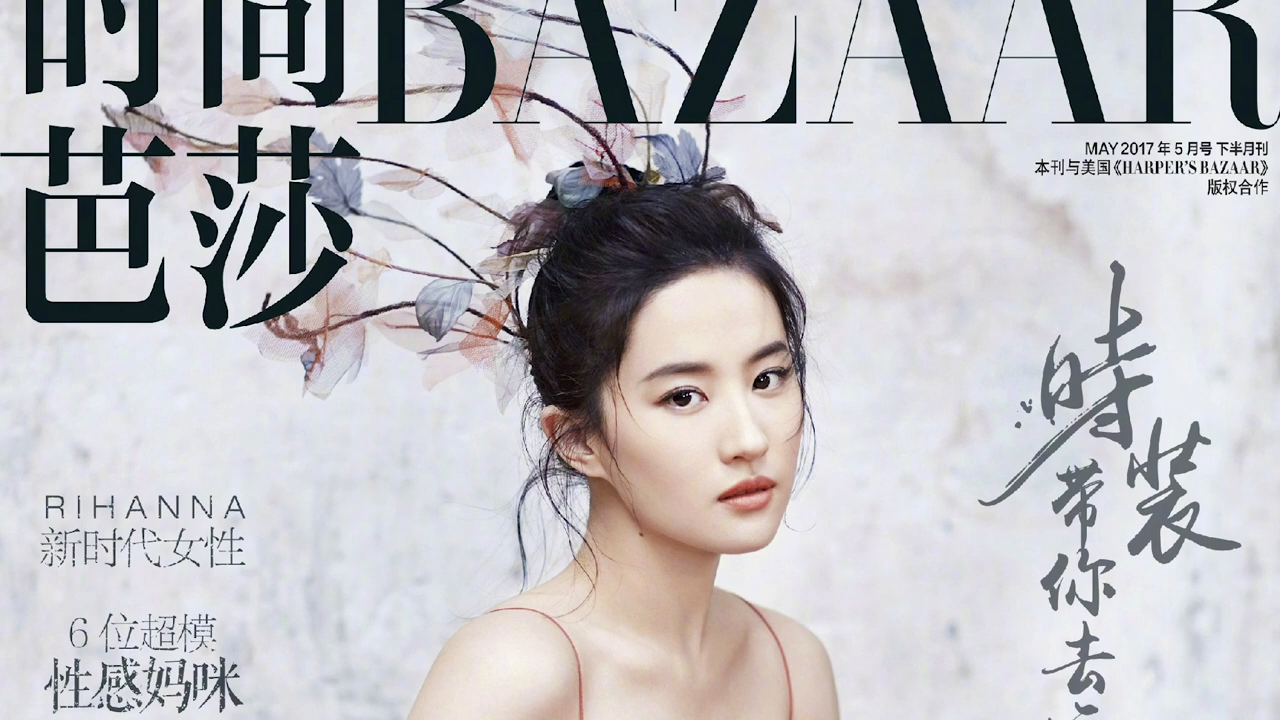 时尚BAZAAR
芭莎
MAY 2017 年 5 月号 下半月刊
本刊与美国《HARPER'S BAZAAR》
版权合作
時装
带你去
RIHANNA
新时代女性
6 位超模
性感妈咪